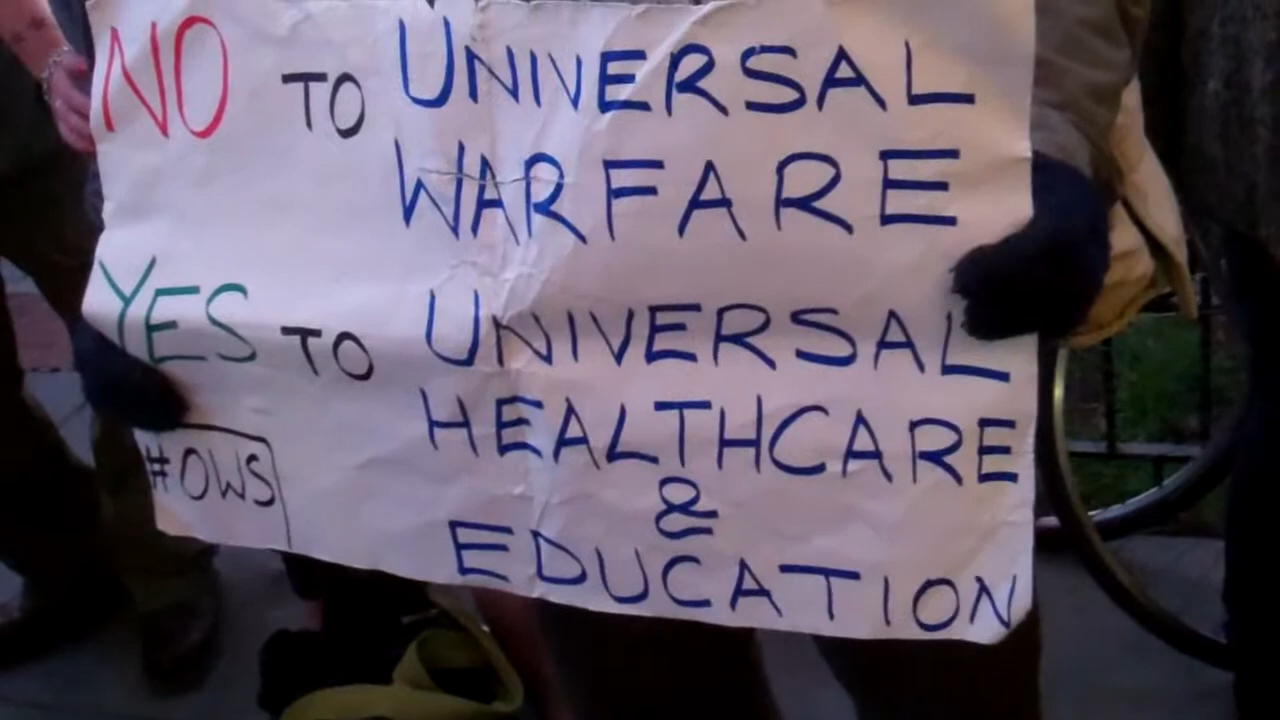 NO TO UNIVERSAL
WARFARE
YES TO UNIVERSAL
HEALTHCARE
&
EDUCATION
#OWS